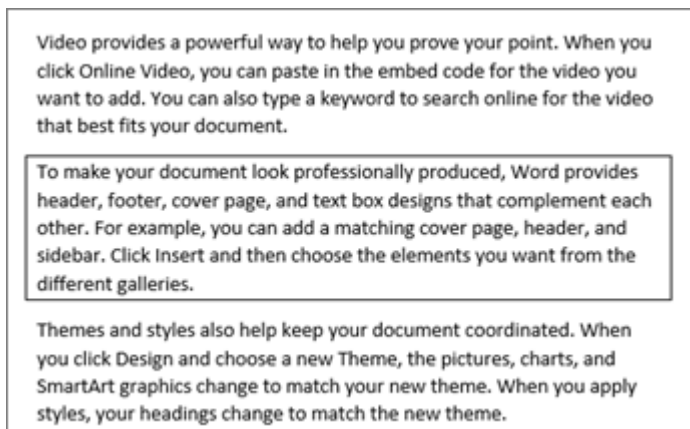 Video provides a powerful way to help you prove your point. When you
click Online Video, you can paste in the embed code for the video you
want to add. You can also type a keyword to search online for the video
that best fits your document.
To make your document look professionally produced, Word provides
header, footer, cover page, and text box designs that complement each
other. For example, you can add a matching cover page, header, and
sidebar. Click Insert and then choose the elements you want from the
different galleries.
Themes and styles also help keep your document coordinated. When
you click Design and choose a new Theme, the pictures, charts, and
SmartArt graphics change to match your new theme. When you apply
styles, your headings change to match the new theme.